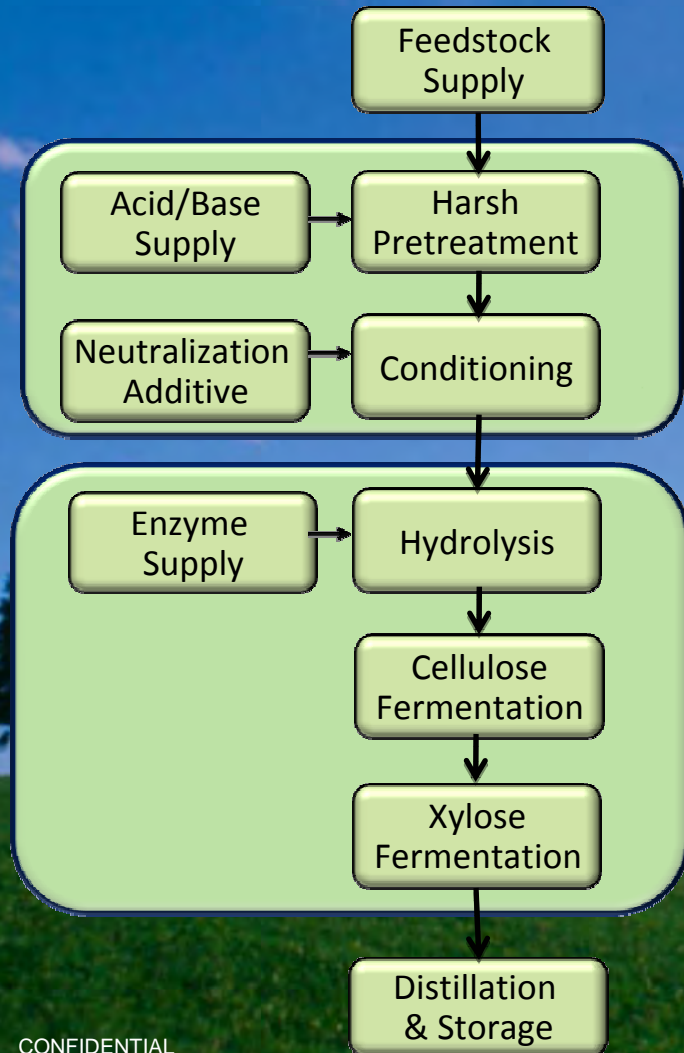 Feedstock
Supply
Acid/Base
Supply
Harsh
Pretreatment
Neutralization
Additive
Conditioning
Enzyme
Supply
Hydrolysis
Cellulose
Fermentation
Xylose
Fermentation
Distillation
& Storage
CONFIDENTIAL